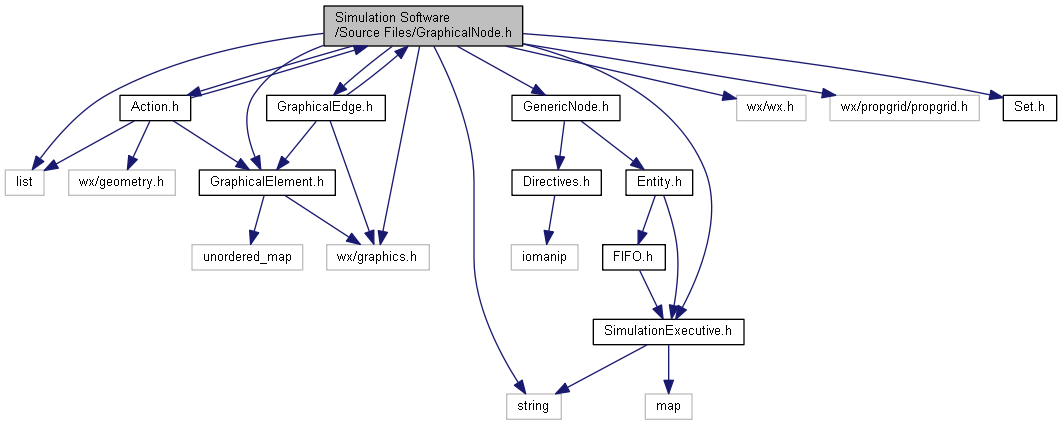 Simulation Software
/Source Files/GraphicalNode.h
Action.h
GraphicalEdge.h
GenericNode.h
wx/wx.h
wx/propgrid/propgrid.h
Set.h
list
wx/geometry.h
GraphicalElement.h
Directives.h
Entity.h
unordered_map
wx/graphics.h
iomanip
FIFO.h
SimulationExecutive.h
string
map